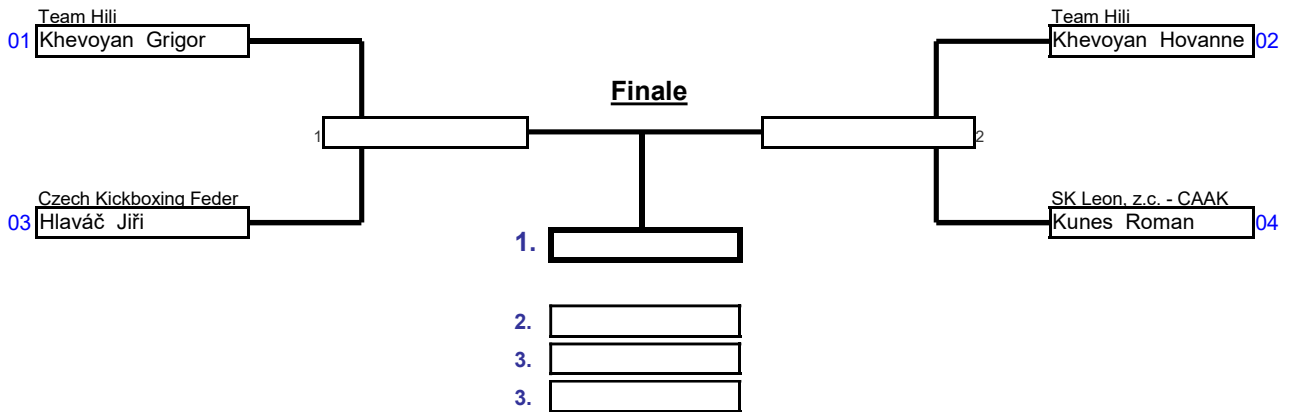 Team Hili
01 Khevoyan Grigor
Team Hili
Khevoyan Hovanne 02
Finale
1
2
Czech Kickboxing Feder
03 Hlaváč Jiři
SK Leon, z.c. - CAAK
Kunes Roman 04
1.
2.
3.
3.